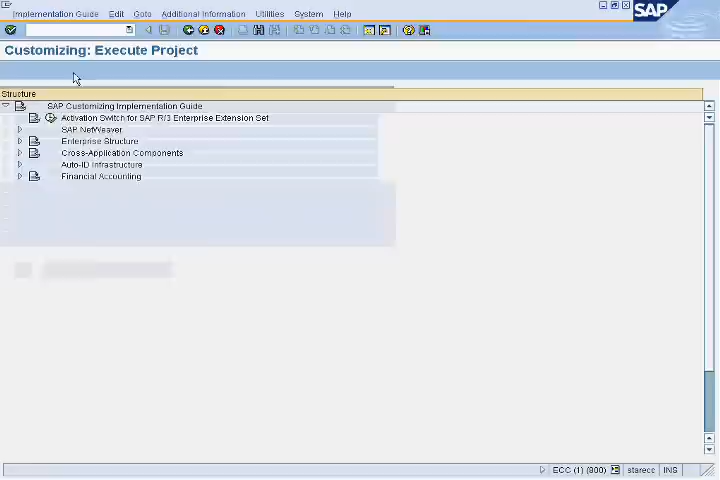 Implementation Guide Edit Goto Additional Information Utilities System Help
SAP
Customizing: Execute Project
Structure
SAP Customizing Implementation Guide
Activation Switch for SAP R/3 Enterprise Extension Set
SAP NetWeaver
Enterprise Structure
Cross-Application Components
Auto-ID Infrastructure
Financial Accounting
ECC (1) (800) starecc INS